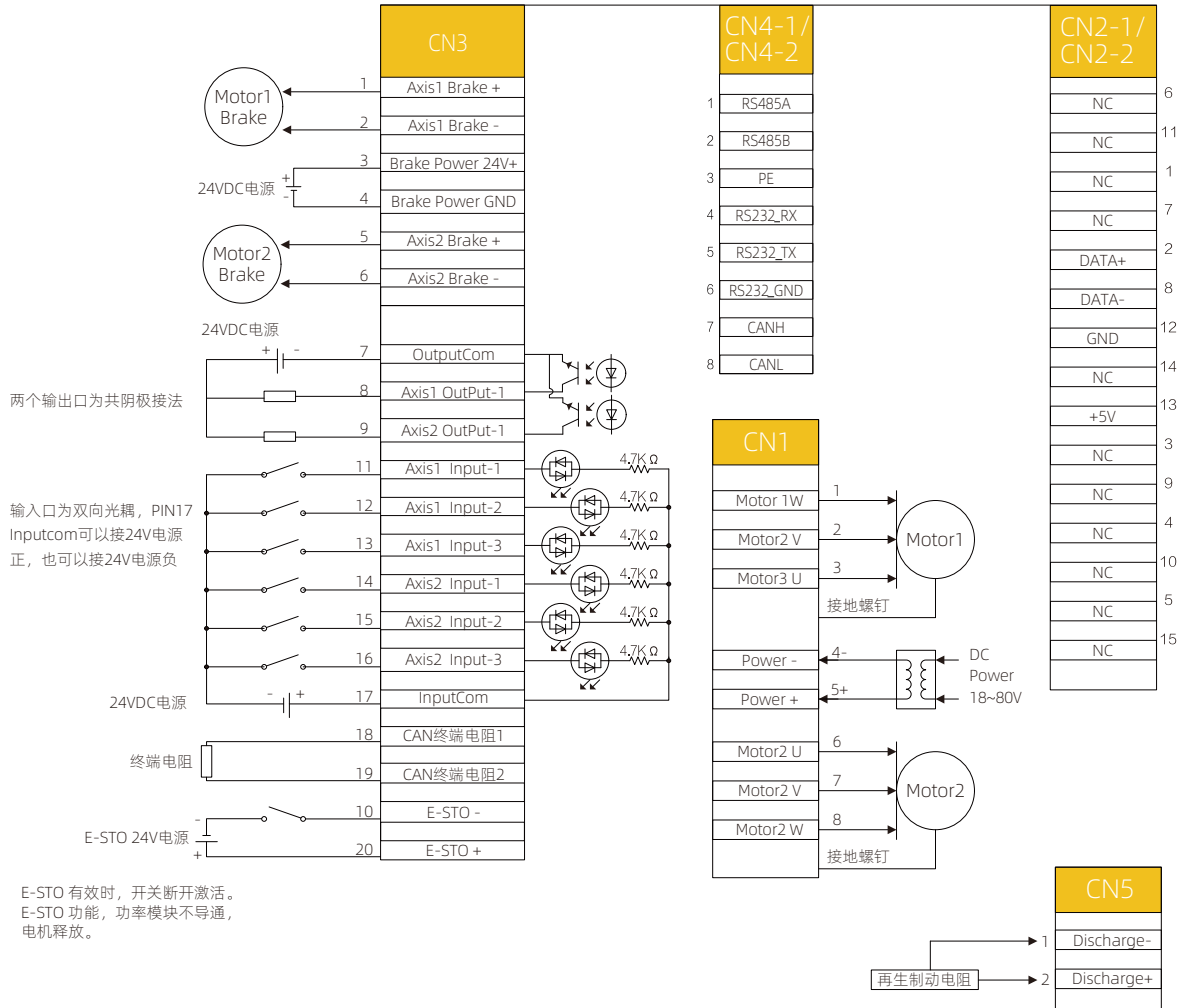 CN3
Motor1
Brake
1
Axis1 Brake +
2
Axis1 Brake -
24VDC电源
+
-
3
Brake Power 24V+
4
Brake Power GND
Motor2
Brake
5
Axis2 Brake +
6
Axis2 Brake -
24VDC电源
+ -
7
OutputCom
两个输出口为共阴极接法
8
Axis1 OutPut-1
9
Axis2 OutPut-1
输入口为双向光耦，PIN17
Inputcom可以接24V电源
正，也可以接24V电源负
11
Axis1 Input-1
4.7K Ω
12
Axis1 Input-2
4.7K Ω
13
Axis1 Input-3
4.7K Ω
14
Axis2 Input-1
4.7K Ω
15
Axis2 Input-2
4.7K Ω
16
Axis2 Input-3
4.7K Ω
24VDC电源
- +
17
InputCom
终端电阻
18
CAN终端电阻1
19
CAN终端电阻2
E-STO 24V电源
-
+
10
E-STO -
20
E-STO +
E-STO 有效时，开关断开激活。
E-STO 功能，功率模块不导通，
电机释放。
CN4-1/
CN4-2
1
RS485A
2
RS485B
3
PE
4
RS232_RX
5
RS232_TX
6
RS232_GND
7
CANH
8
CANL
CN1
Motor 1W
1
Motor2 V
2
Motor3 U
3
Motor1
接地螺钉
Power -
4-
Power +
5+
DC
Power
18~80V
Motor2 U
6
Motor2 V
7
Motor2 W
8
Motor2
接地螺钉
CN2-1/
CN2-2
NC
6
NC
11
NC
1
NC
7
DATA+
2
DATA-
8
GND
12
NC
14
+5V
13
NC
3
NC
9
NC
4
NC
10
NC
5
NC
15
CN5
再生制动电阻
1
Discharge-
2
Discharge+